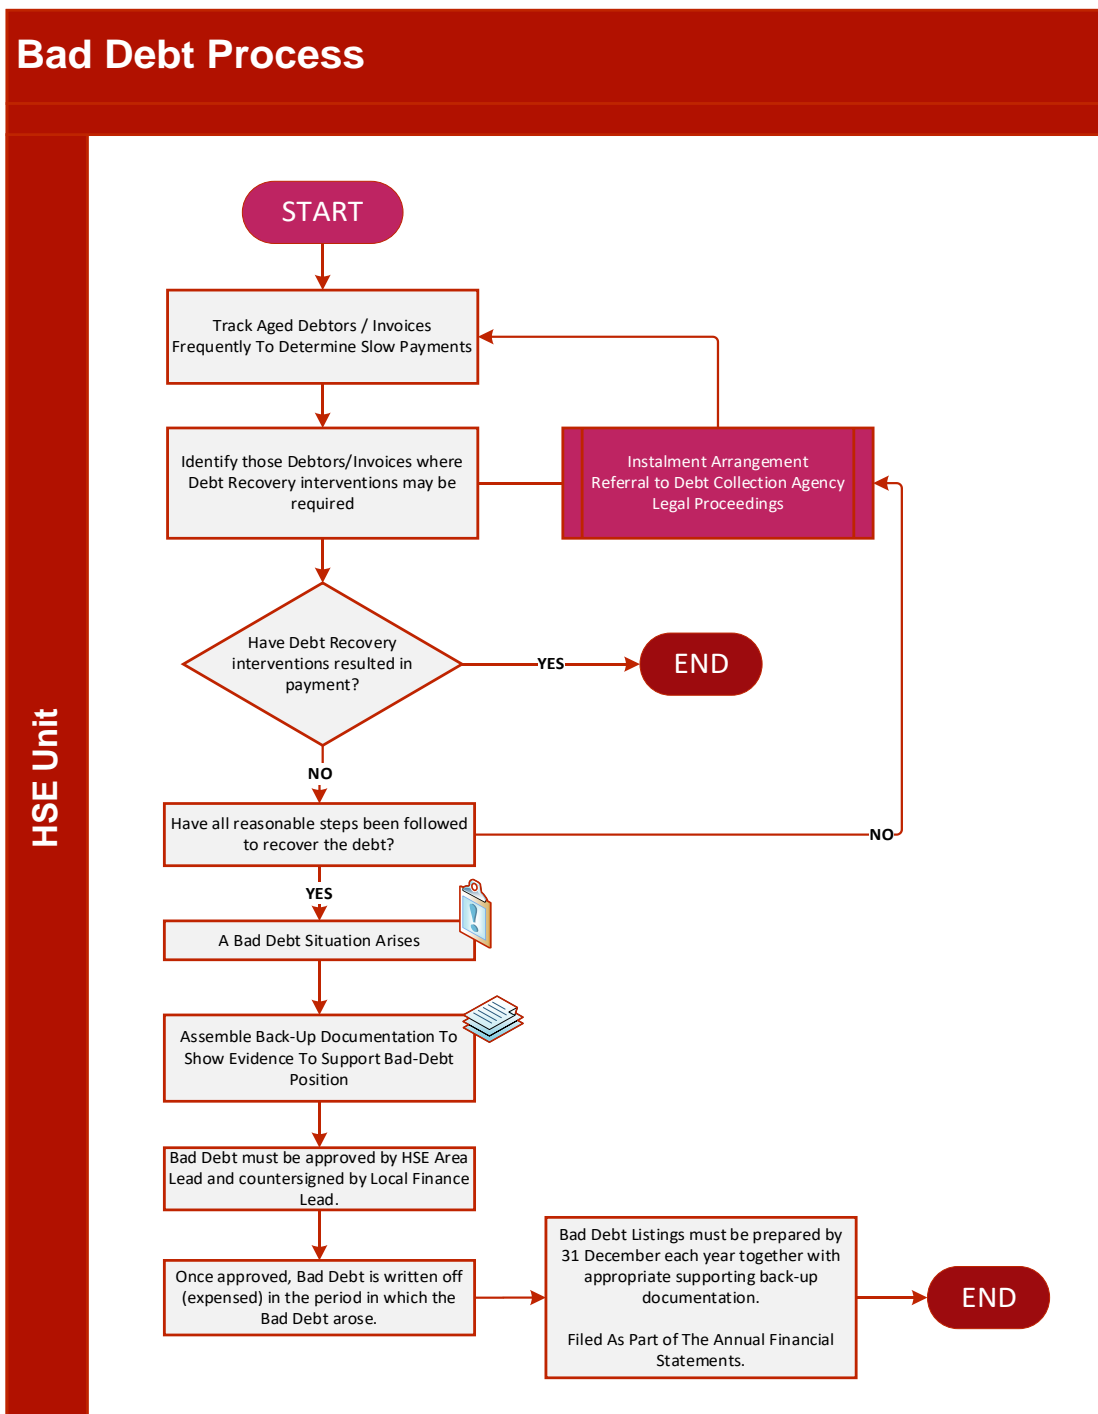 Bad Debt Process
HSE Unit
START
Track Aged Debtors / Invoices
Frequently To Determine Slow Payments
Identify those Debtors/Invoices where
Debt Recovery interventions may be
required
Instalment Arrangement
Referral to Debt Collection Agency
Legal Proceedings
Have Debt Recovery
interventions resulted in
payment?
YES
END
NO
Have all reasonable steps been followed
to recover the debt?
NO
YES
A Bad Debt Situation Arises
Assemble Back-Up Documentation To
Show Evidence To Support Bad-Debt
Position
Bad Debt must be approved by HSE Area
Lead and countersigned by Local Finance
Lead.
Once approved, Bad Debt is written off
(expensed) in the period in which the
Bad Debt arose.
Bad Debt Listings must be prepared by
31 December each year together with
appropriate supporting back-up
documentation.
Filed As Part of The Annual Financial
Statements.
END